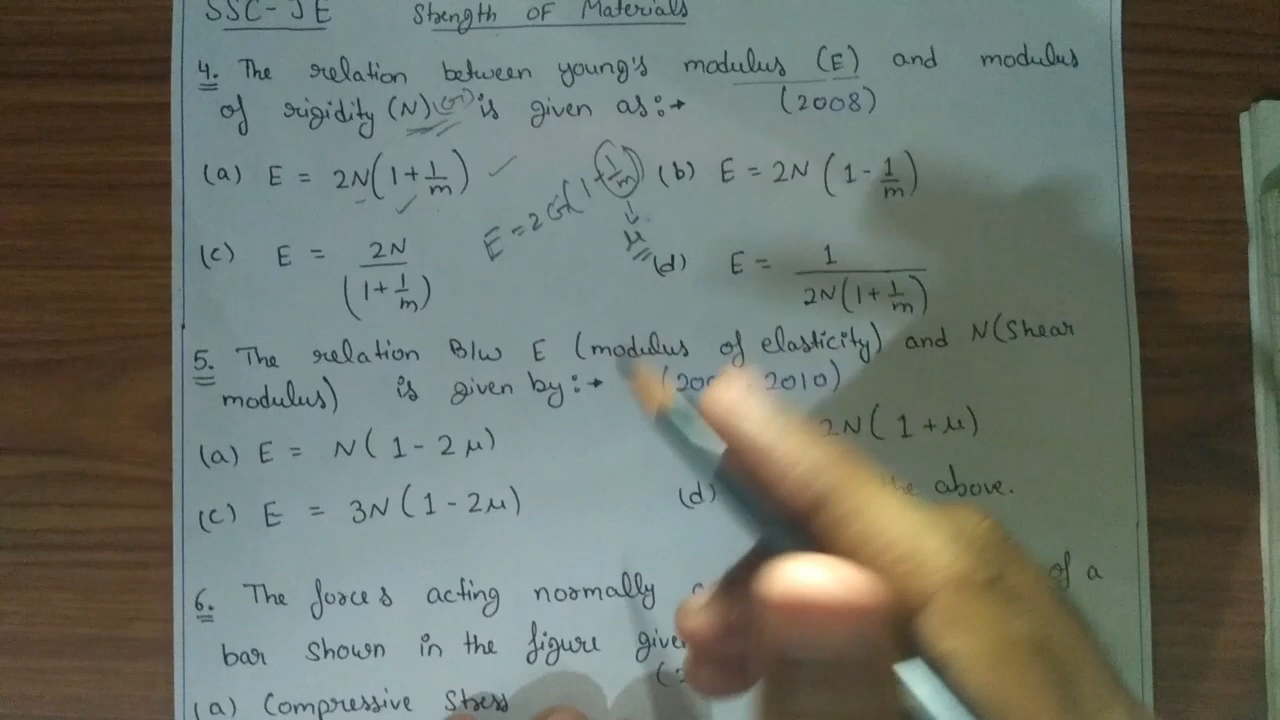 SSC-JE Strength OF Materials
4. The relation between young's modulus (E) and modulus
of rigidity (N)(G) is given as:→ (2008)
(a) E = 2N(1+1/m) ✓ (b) E = 2N (1-1/m)
E = 2G(1+1/m)
↓
μ
(c) E = 2N/(1+1/m) (d) E = 1/2N(1+1/m)
5. The relation B/w E (modulus of elasticity) and N(Shear
modulus) is given by:→ 2010)
(a) E = N(1-2μ) 2N(1+μ)
(c) E = 3N(1-2μ) (d) the above.
6. The forces acting normally of a
bar shown in the figure
(a) Compressive Stress